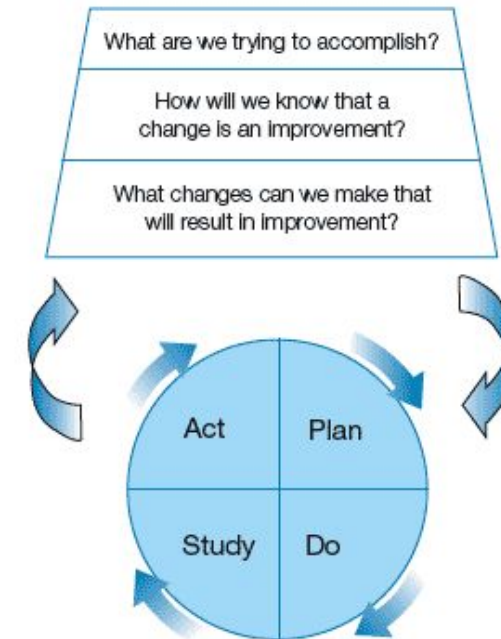 What are we trying to accomplish?
How will we know that a
change is an improvement?
What changes can we make that
will result in improvement?
Act
Plan
Study
Do